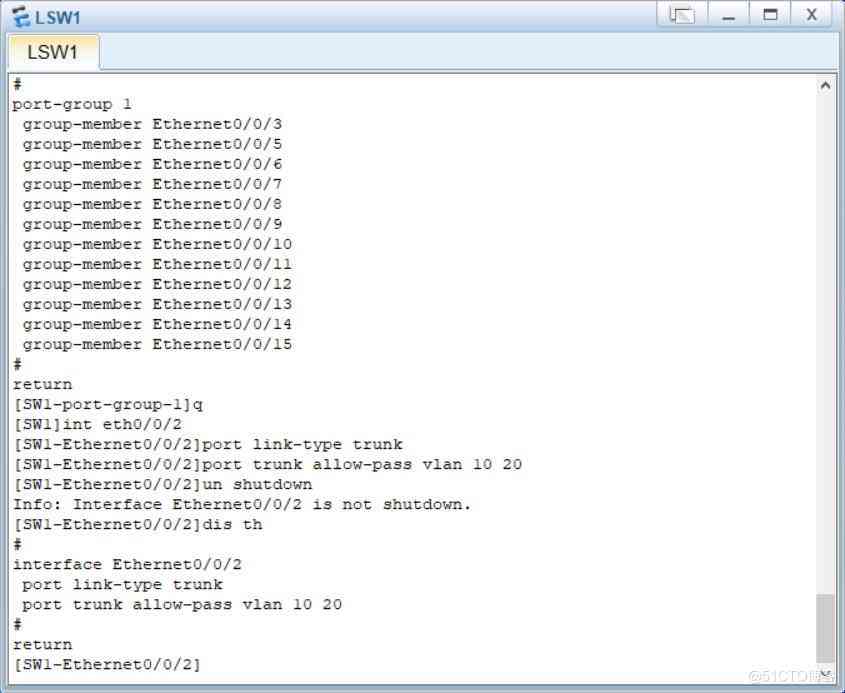 LSW1
LSW1
#
port-group 1
group-member Ethernet0/0/3
group-member Ethernet0/0/5
group-member Ethernet0/0/6
group-member Ethernet0/0/7
group-member Ethernet0/0/8
group-member Ethernet0/0/9
group-member Ethernet0/0/10
group-member Ethernet0/0/11
group-member Ethernet0/0/12
group-member Ethernet0/0/13
group-member Ethernet0/0/14
group-member Ethernet0/0/15
#
return
[SW1-port-group-1]q
[SW1]int eth0/0/2
[SW1-Ethernet0/0/2]port link-type trunk
[SW1-Ethernet0/0/2]port trunk allow-pass vlan 10 20
[SW1-Ethernet0/0/2]un shutdown
Info: Interface Ethernet0/0/2 is not shutdown.
[SW1-Ethernet0/0/2]dis th
#
interface Ethernet0/0/2
port link-type trunk
port trunk allow-pass vlan 10 20
#
return
[SW1-Ethernet0/0/2]
@51CTO博客